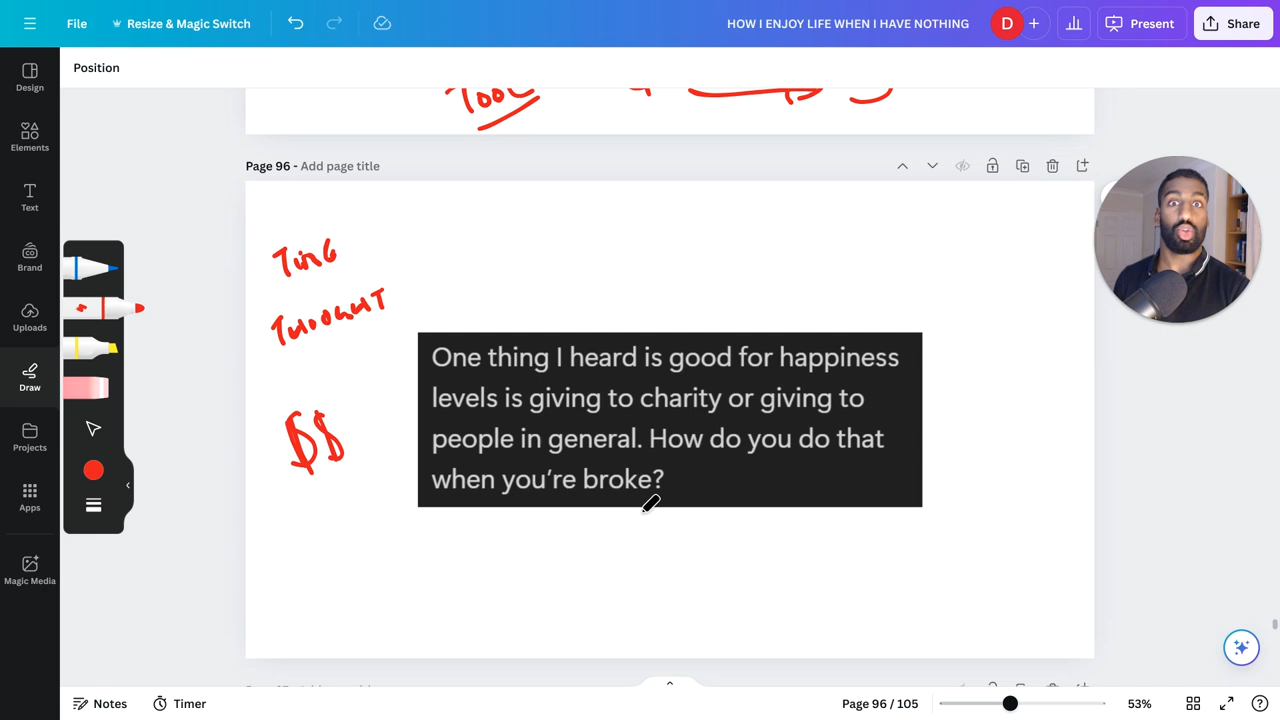 File
Resize & Magic Switch
HOW I ENJOY LIFE WHEN I HAVE NOTHING
D
Present
Share
Design
Position
Elements
Text
Brand
Uploads
Draw
Projects
Apps
Magic Media
TOOL
Page 96 - Add page title
TIME
THOUGHT
$$
One thing I heard is good for happiness
levels is giving to charity or giving to
people in general. How do you do that
when you're broke?
Notes
Timer
Page 96 / 105
53%